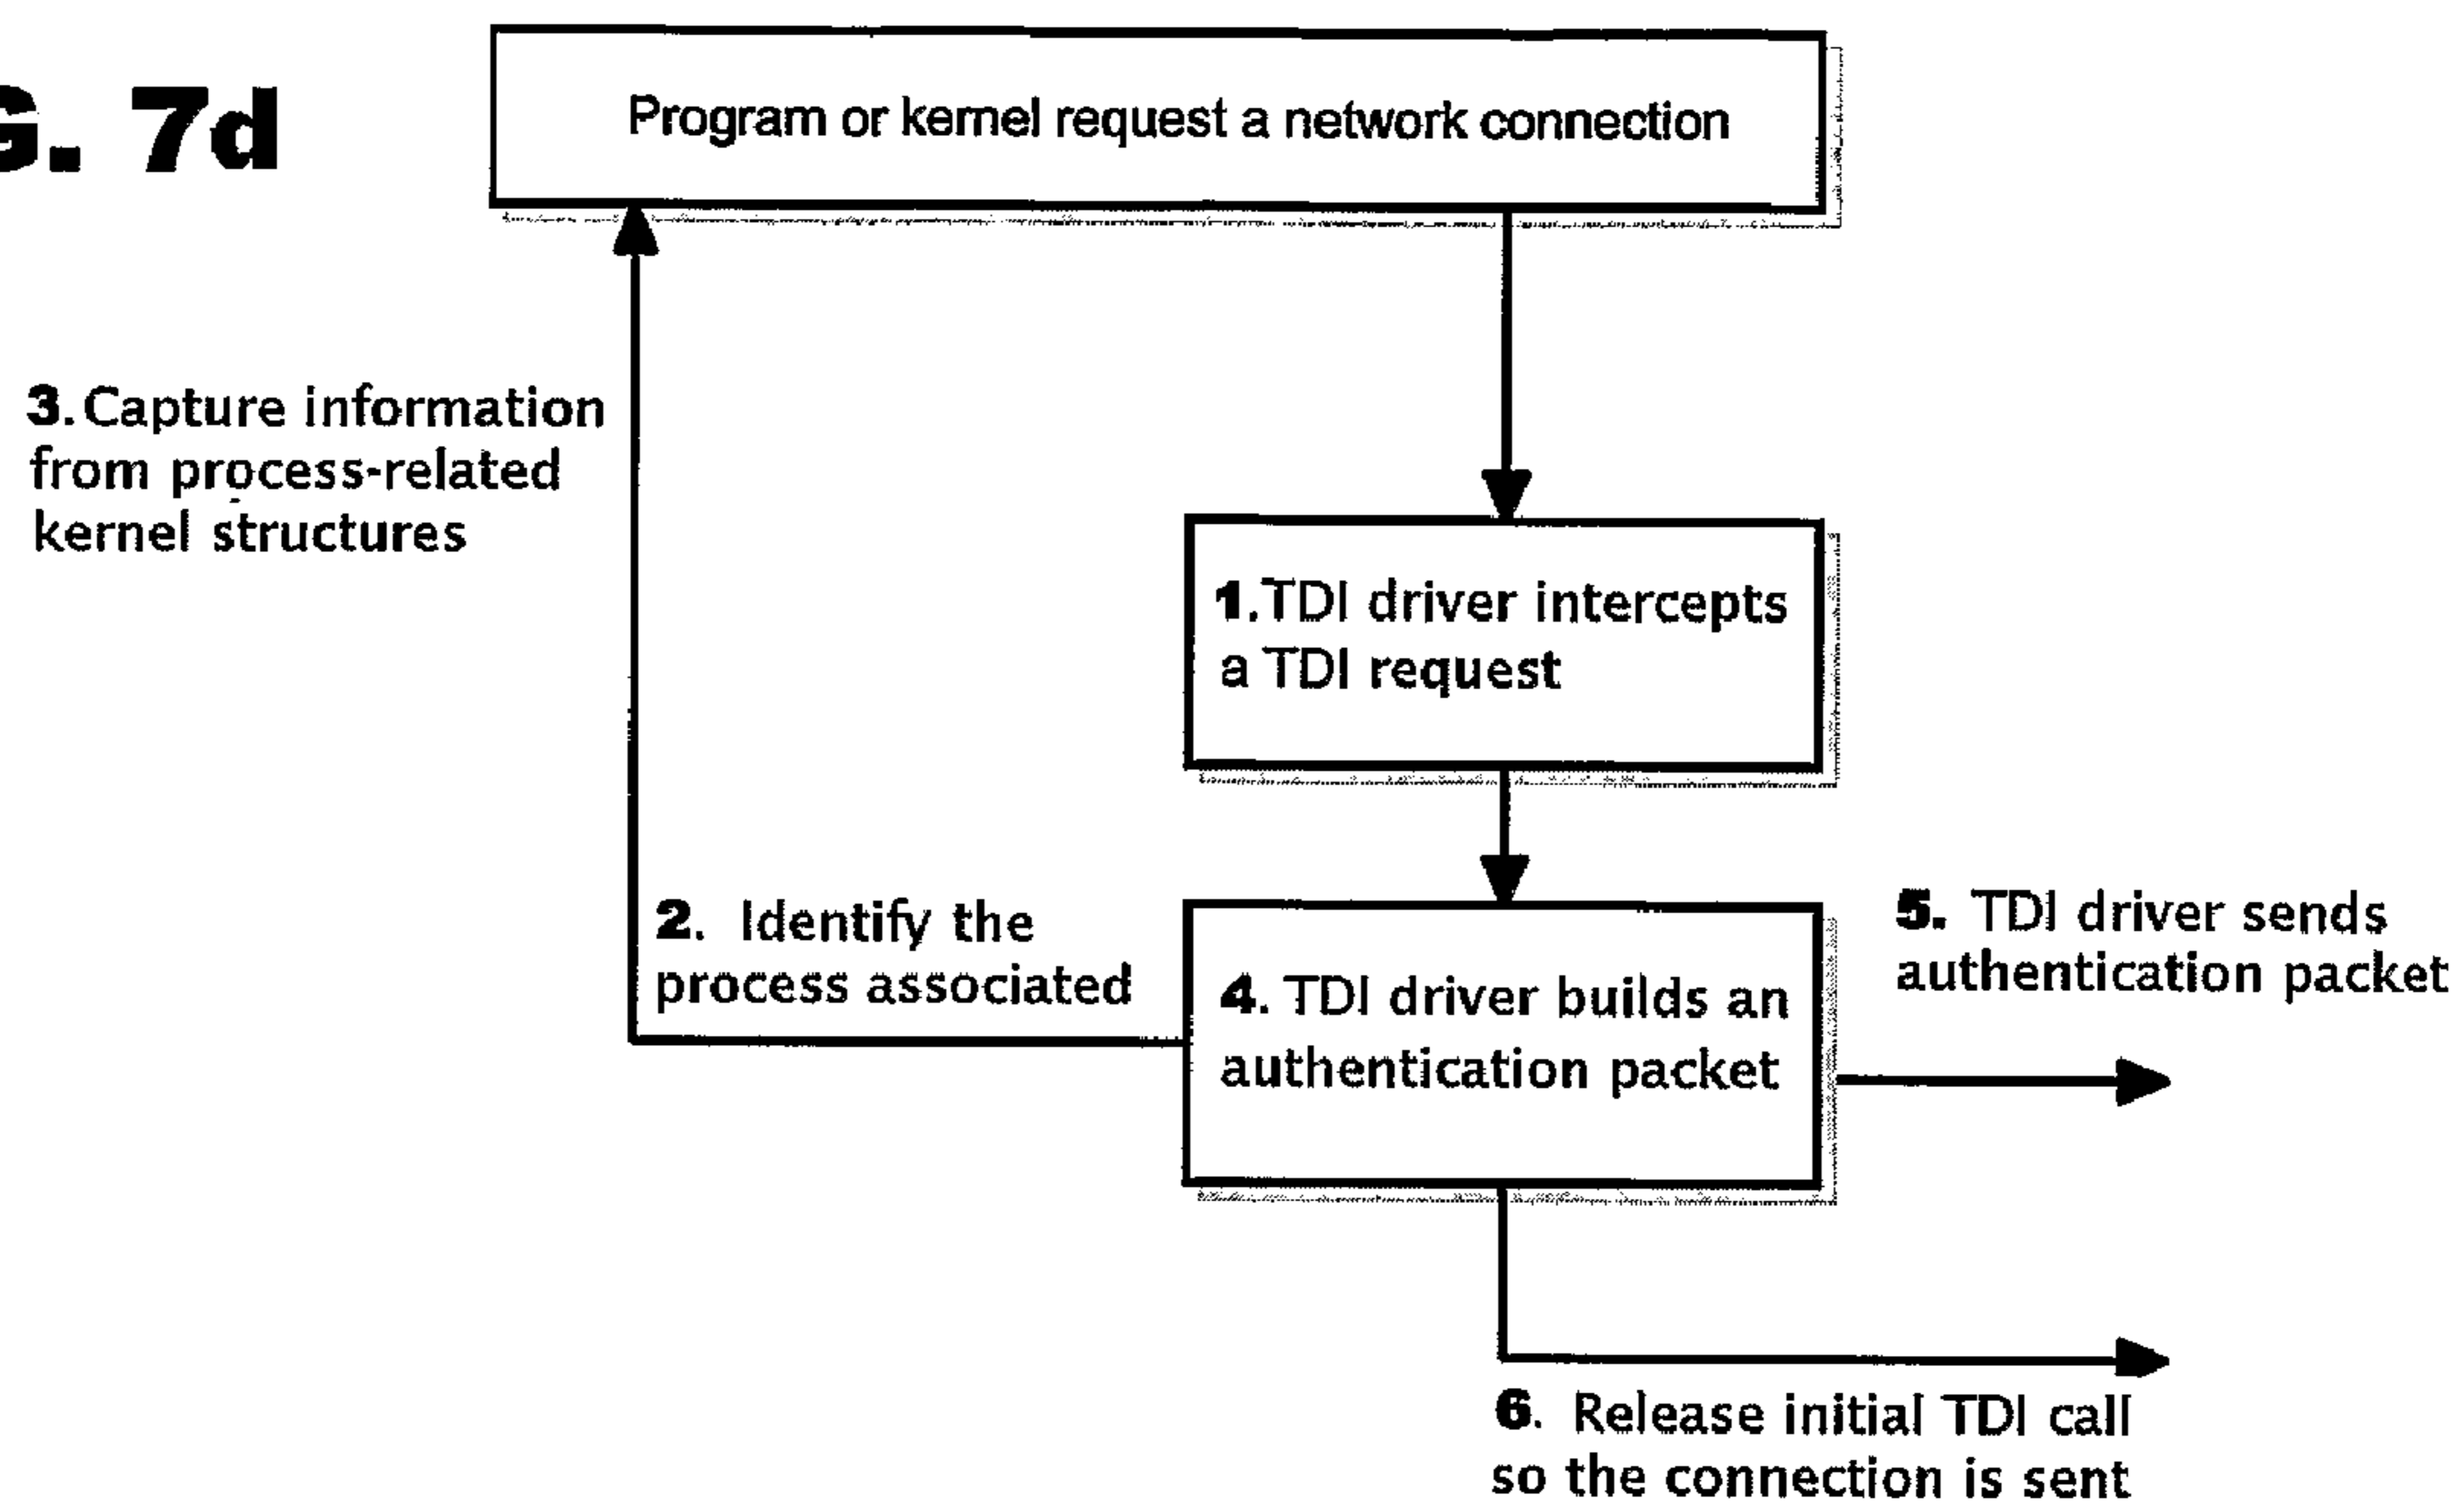 G. 7d
Program or kernel request a network connection
3. Capture information
from process-related
kernel structures
1. TDI driver intercepts
a TDI request
2. Identify the
process associated
4. TDI driver builds an
authentication packet
5. TDI driver sends
authentication packet
6. Release initial TDI call
so the connection is sent